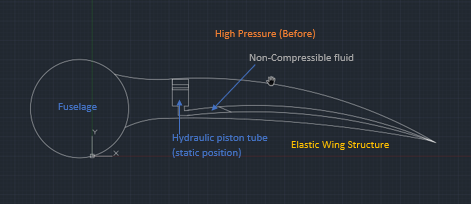 High Pressure (Before)
Non-Compressible fluid
Fuselage
Hydraulic piston tube
(static position)
Elastic Wing Structure
Y
X